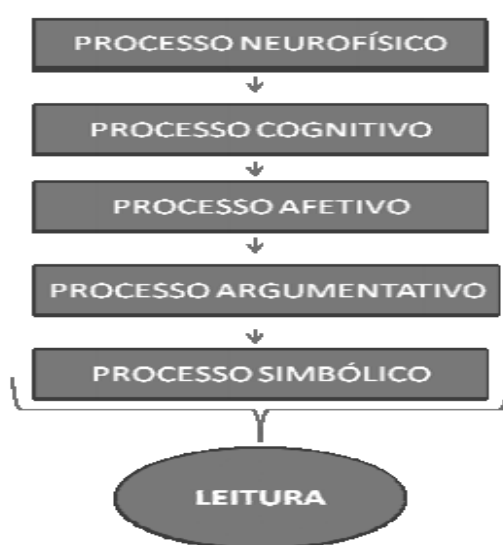 PROCESSO NEUROFÍSICO
PROCESSO COGNITIVO
PROCESSO AFETIVO
PROCESSO ARGUMENTATIVO
PROCESSO SIMBÓLICO
LEITURA